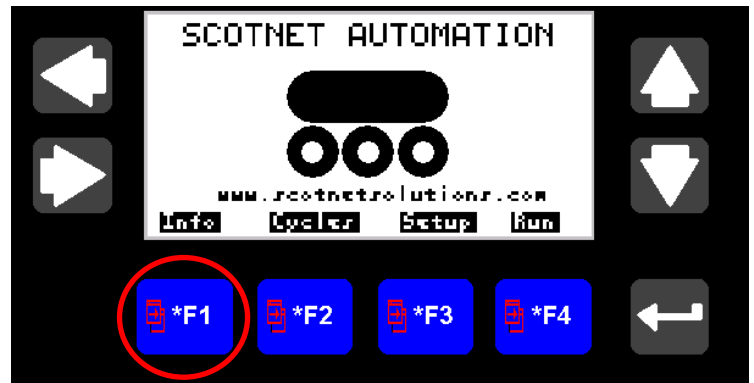 SCOTNET AUTOMATION
www.scotnetsolutions.com
Info Cycles Setup Run
*F1 *F2 *F3 *F4